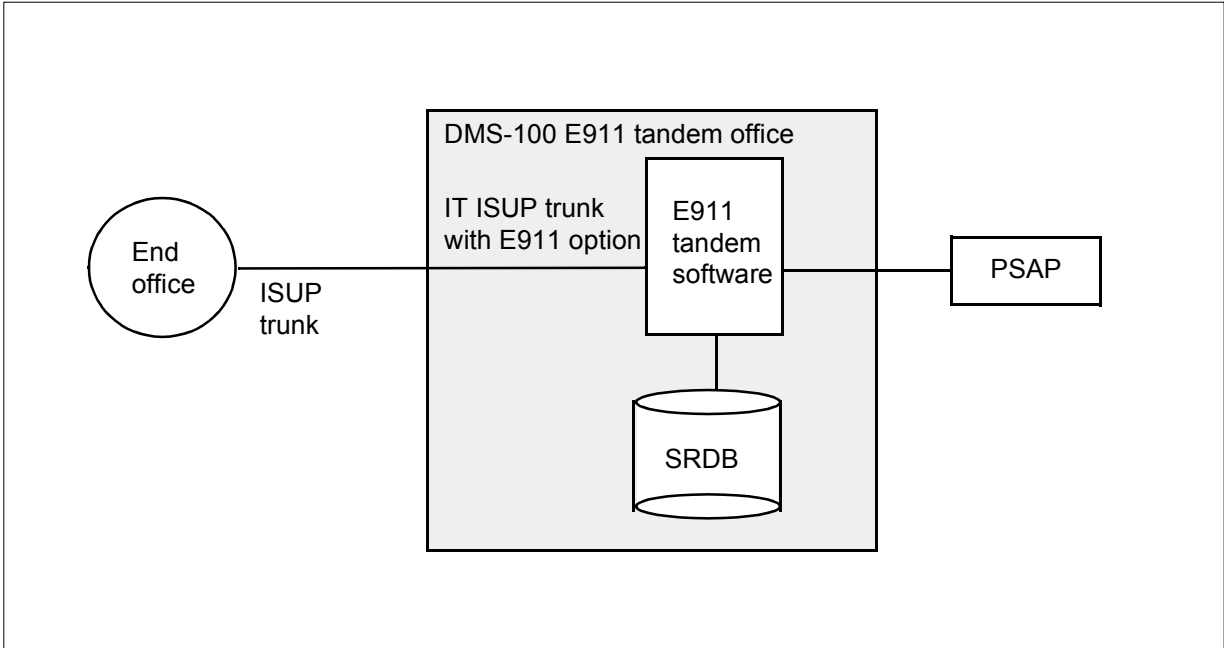 DMS-100 E911 tandem office
IT ISUP trunk
with E911 option
E911
tandem
software
End
office
ISUP
trunk
PSAP
SRDB